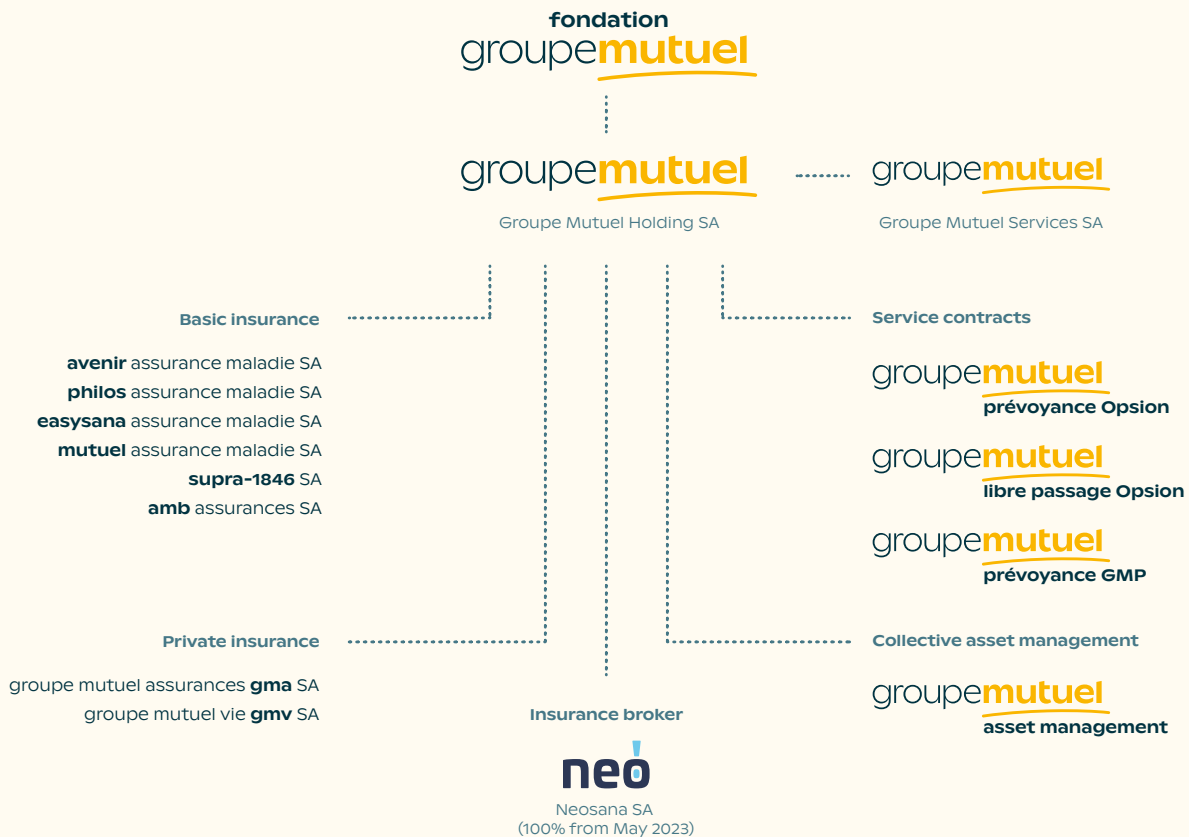 fondation
groupemutuel
groupemutuel
Groupe Mutuel Holding SA
groupemutuel
Groupe Mutuel Services SA
Basic insurance
avenir assurance maladie SA
philos assurance maladie SA
easysana assurance maladie SA
mutuel assurance maladie SA
supra-1846 SA
amb assurances SA
Service contracts
groupemutuel
prévoyance Opsion
groupemutuel
libre passage Opsion
groupemutuel
prévoyance GMP
Private insurance
groupe mutuel assurances gma SA
groupe mutuel vie gmv SA
Insurance broker
neo
Neosana SA
(100% from May 2023)
Collective asset management
groupemutuel
asset management